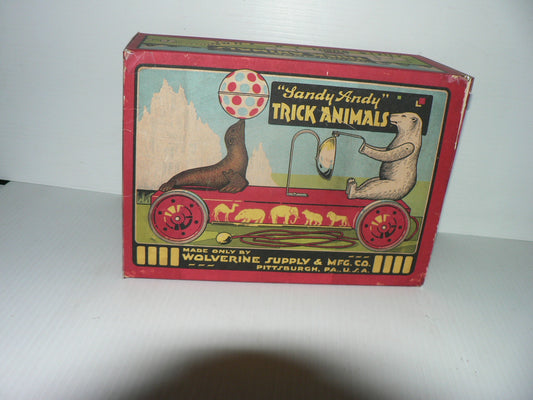 "Sandy Andy"
TRICK ANIMALS
MADE ONLY BY
WOLVERINE SUPPLY & MFG. CO.
PITTSBURGH, PA., U.S.A.